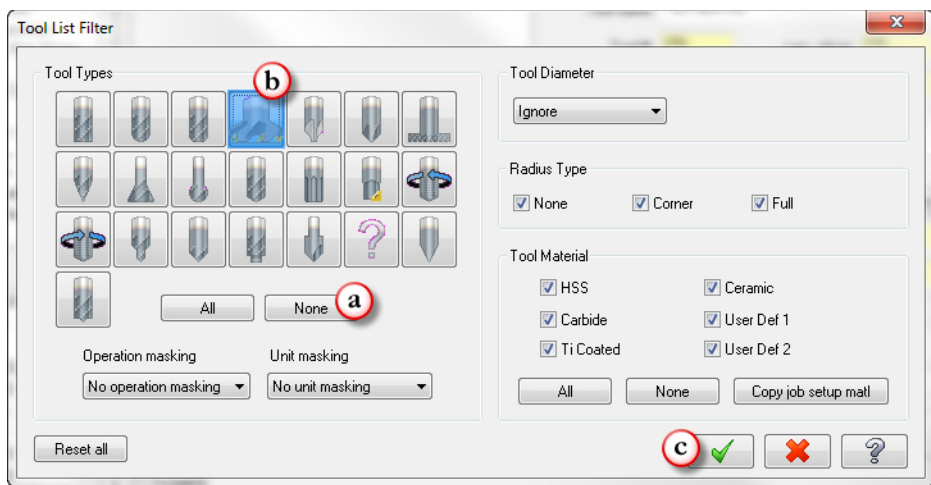 Tool List Filter
Tool Types
b
a
All
None
Operation masking
Unit masking
No operation masking
No unit masking
Tool Diameter
Ignore
Radius Type
None
Corner
Full
Tool Material
HSS
Ceramic
Carbide
User Def 1
Ti Coated
User Def 2
All
None
Copy job setup matl
Reset all
c